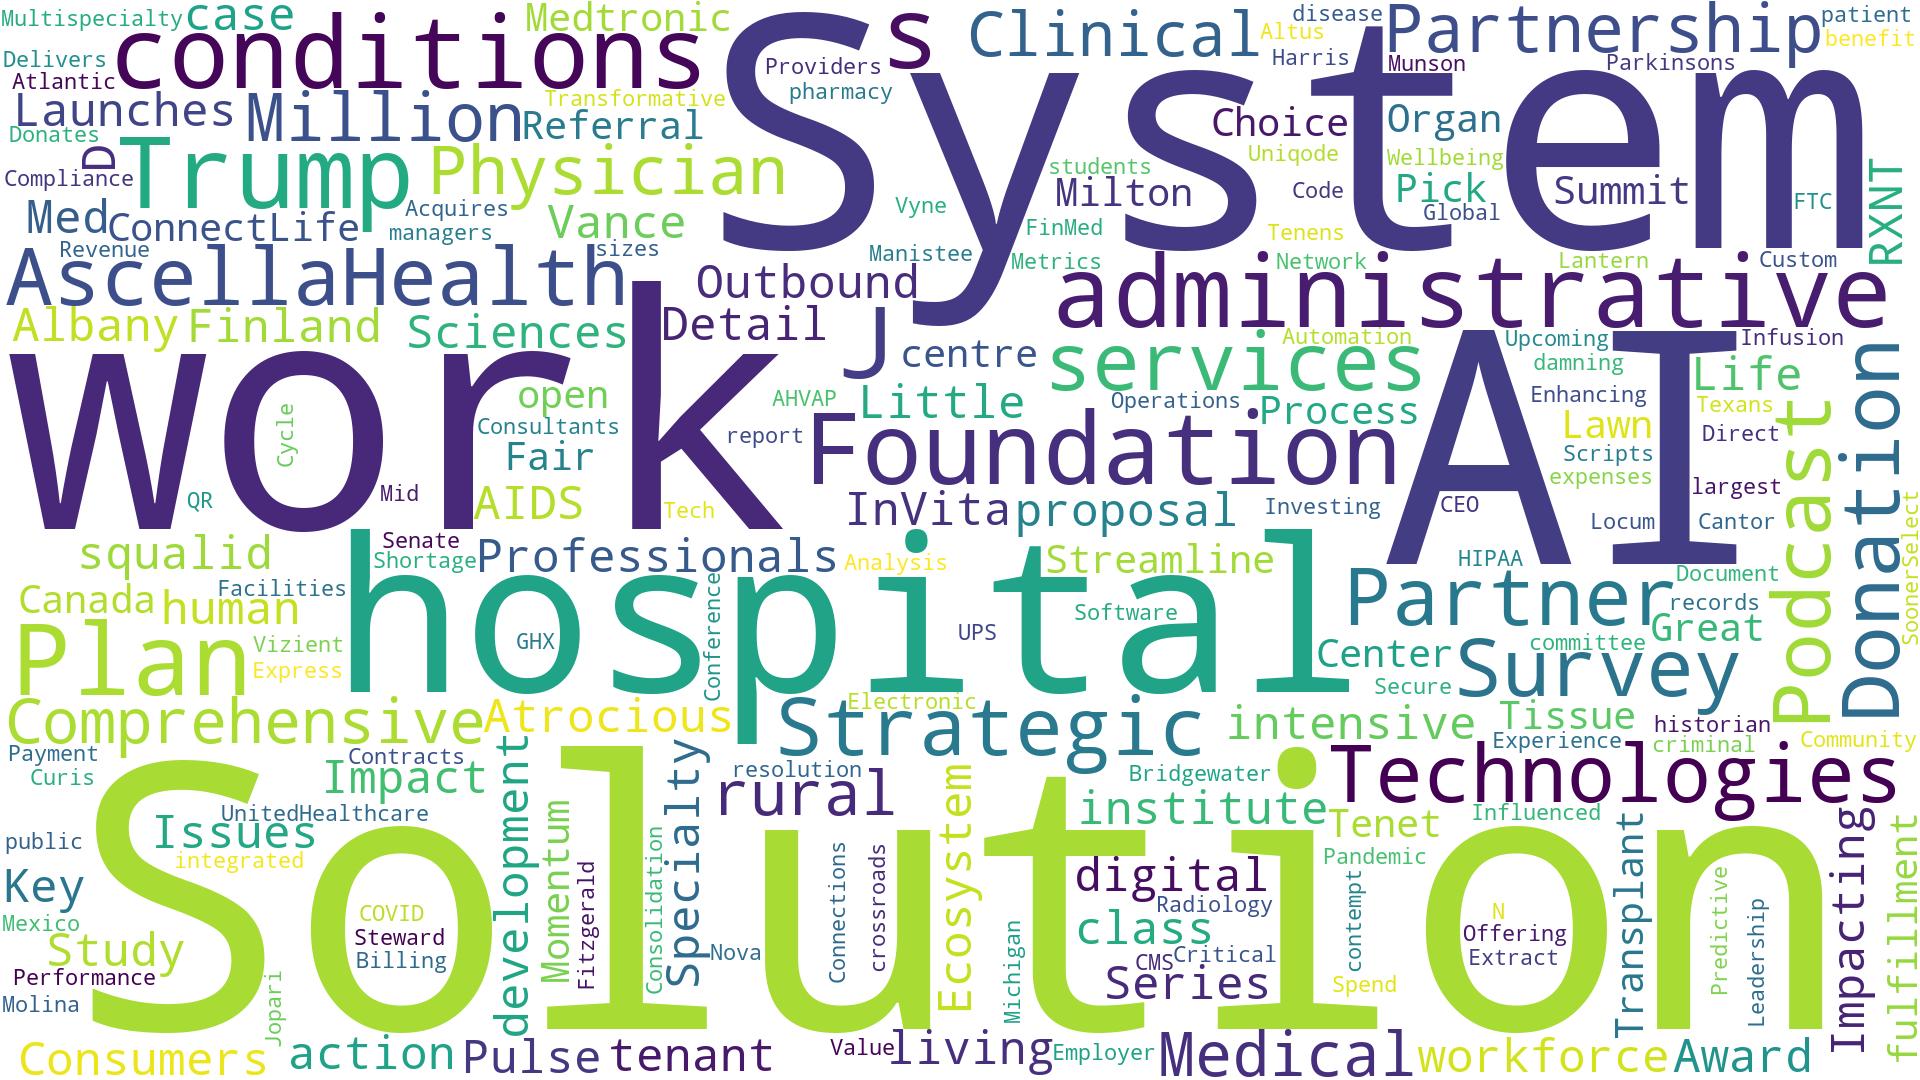 Multispecialty
case
Medtronic
System
s
Clinical
disease
Altus
Harris
Partnership
patient
benefit
Delivers
Atlantic
conditions
Providers
pharmacy
Munson
Parkinsons
Launches
Million
Transformative
Referral
Choice
Organ
Donates
D
Trump
Physician
Uniqode
Wellbeing
Compliance
students
Milton
Code
Pick
Global
Summit
FTC
RXNT
Med
ConnectLife
Acquires
managers
Vance
sizes
Vyne
FinMed
Tenens
Revenue
AscellaHealth
Manistee
Metrics
Network
Lantern
Custom
Outbound
administrative
Albany
Finland
Sciences
work
Detail
J
centre
services
Automation
AI
Upcoming
damning
Infusion
Life
open
AHVAP
Little
Operations
Process
Enhancing
Texans
Cycle
Consultants
report
Foundation
Lawn
Direct
Podcast
Donation
Fair
Scripts
expenses
largest
QR
Mid
AIDS
Tech
InVita
proposal
Investing
CEO
Locum
Cantor
SoonerSelect
squalid
Senate
Shortage
Professionals
hospital
Analysis
Streamline
HIPAA
Document
Facilities
Canada
human
Conference
Software
Partner
records
Plan
Vizient
Express
GHX
UPS
Center
committee
Great
Survey
Secure
Comprehensive
Atrocious
Electronic
Strategic
intensive
Tissue
historian
Experience
criminal
Community
Payment
Curis
Contracts
Impact
development
Solution
Specialty
resolution
rural
Ecosystem
Bridgewater
institute
Technologies
UnitedHealthcare
public
Issues
integrated
Momentum
Fitzgerald
Consolidation
Connections
crossroads
Tenet
Influenced
Pandemic
Transplant
Impacting
fulfillment
Key
digital
Radiology
contempt
Predictive
Leadership
Mexico
COVID
Steward
Billing
Study
class
N
Offering
Extract
Nova
Michigan
CMS
Critical
Performance
Molina
Jopari
Series
Spend
Consumers
action
Pulse
tenant
Value
living
Employer
Medical
workforce
Award